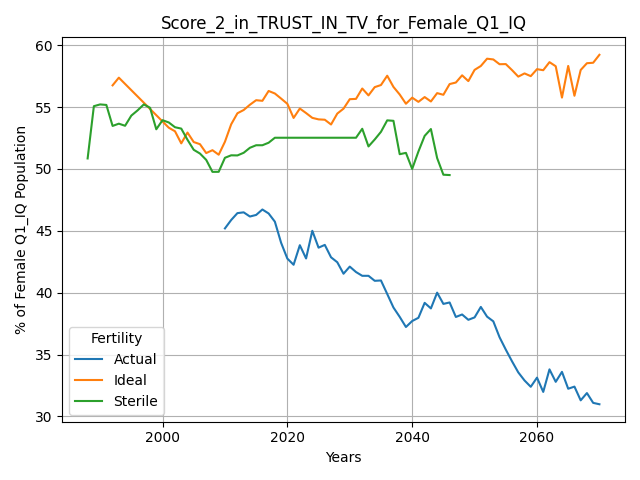 Score_2_in_TRUST_IN_TV_for_Female_Q1_IQ
% of Female Q1_IQ Population
60
55
50
45
40
35
30
Fertility
Actual
Ideal
Sterile
2000
2020
2040
2060
Years